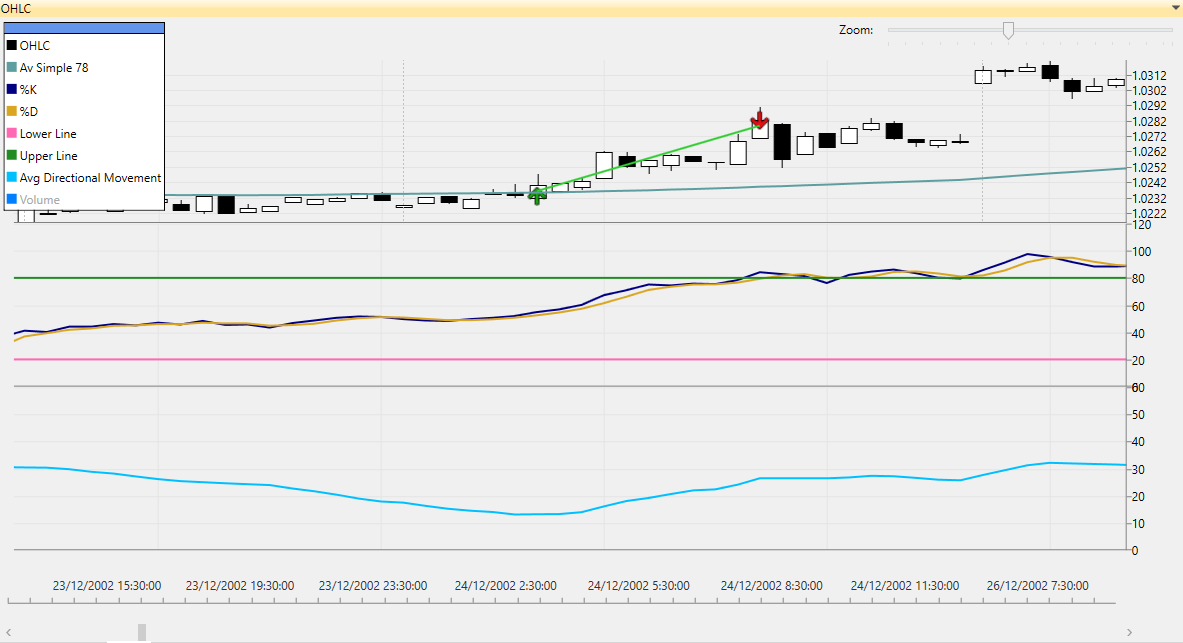 OHLC
Zoom:
OHLC
Av Simple 78
%K
%D
Lower Line
Upper Line
Avg Directional Movement
Volume
1.0312
1.0302
1.0292
1.0282
1.0272
1.0262
1.0252
1.0242
1.0232
1.0222
120
100
80
60
40
20
0
60
50
40
30
20
10
0
23/12/2002 15:30:00 23/12/2002 19:30:00 23/12/2002 23:30:00 24/12/2002 2:30:00 24/12/2002 5:30:00 24/12/2002 8:30:00 24/12/2002 11:30:00 26/12/2002 7:30:00